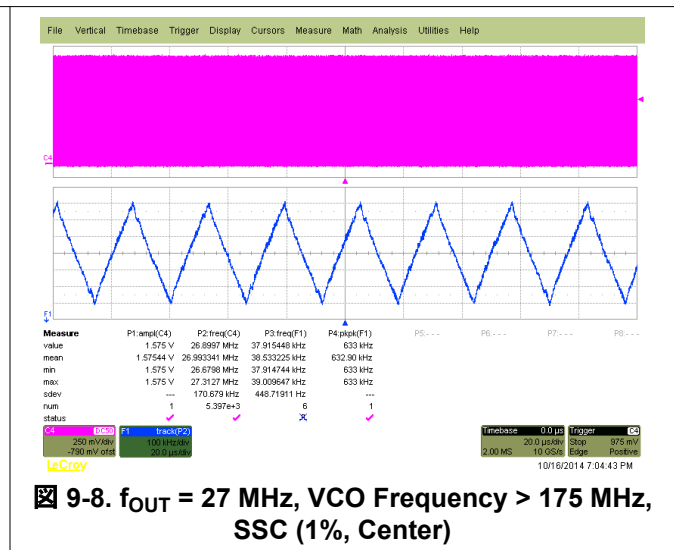 File Vertical Timebase Trigger Display Cursors Measure Math Analysis Utilities Help
C4
F1
Measure P1:ampl(C4) P2:freq(C4) P3:freq(F1) P4:pkpk(F1) P5:- - - P6:- - - P7:- - - P8:- - -
value 1.575 V 26.8997 MHz 37.915448 kHz 633 kHz
mean 1.57544 V 26.993341 MHz 38.533225 kHz 632.90 kHz
min 1.575 V 26.6798 MHz 37.914744 kHz 633 kHz
max 1.575 V 27.3127 MHz 39.009647 kHz 633 kHz
sdev --- 170.679 kHz 448.71911 Hz ---
num 1 5.397e+3 6 1
status
C4 DC50 F1 track(P2) Timebase 0.0 µs Trigger C4
250 mV/div 100 kHz/div 20.0 µs/div Stop 975 mV
-790 mV ofst 20.0 µs/div 2.00 MS 10 GS/s Edge Positive
LeCroy 10/16/2014 7:04:43 PM
図 9-8. fOUT = 27 MHz, VCO Frequency > 175 MHz,
SSC (1%, Center)